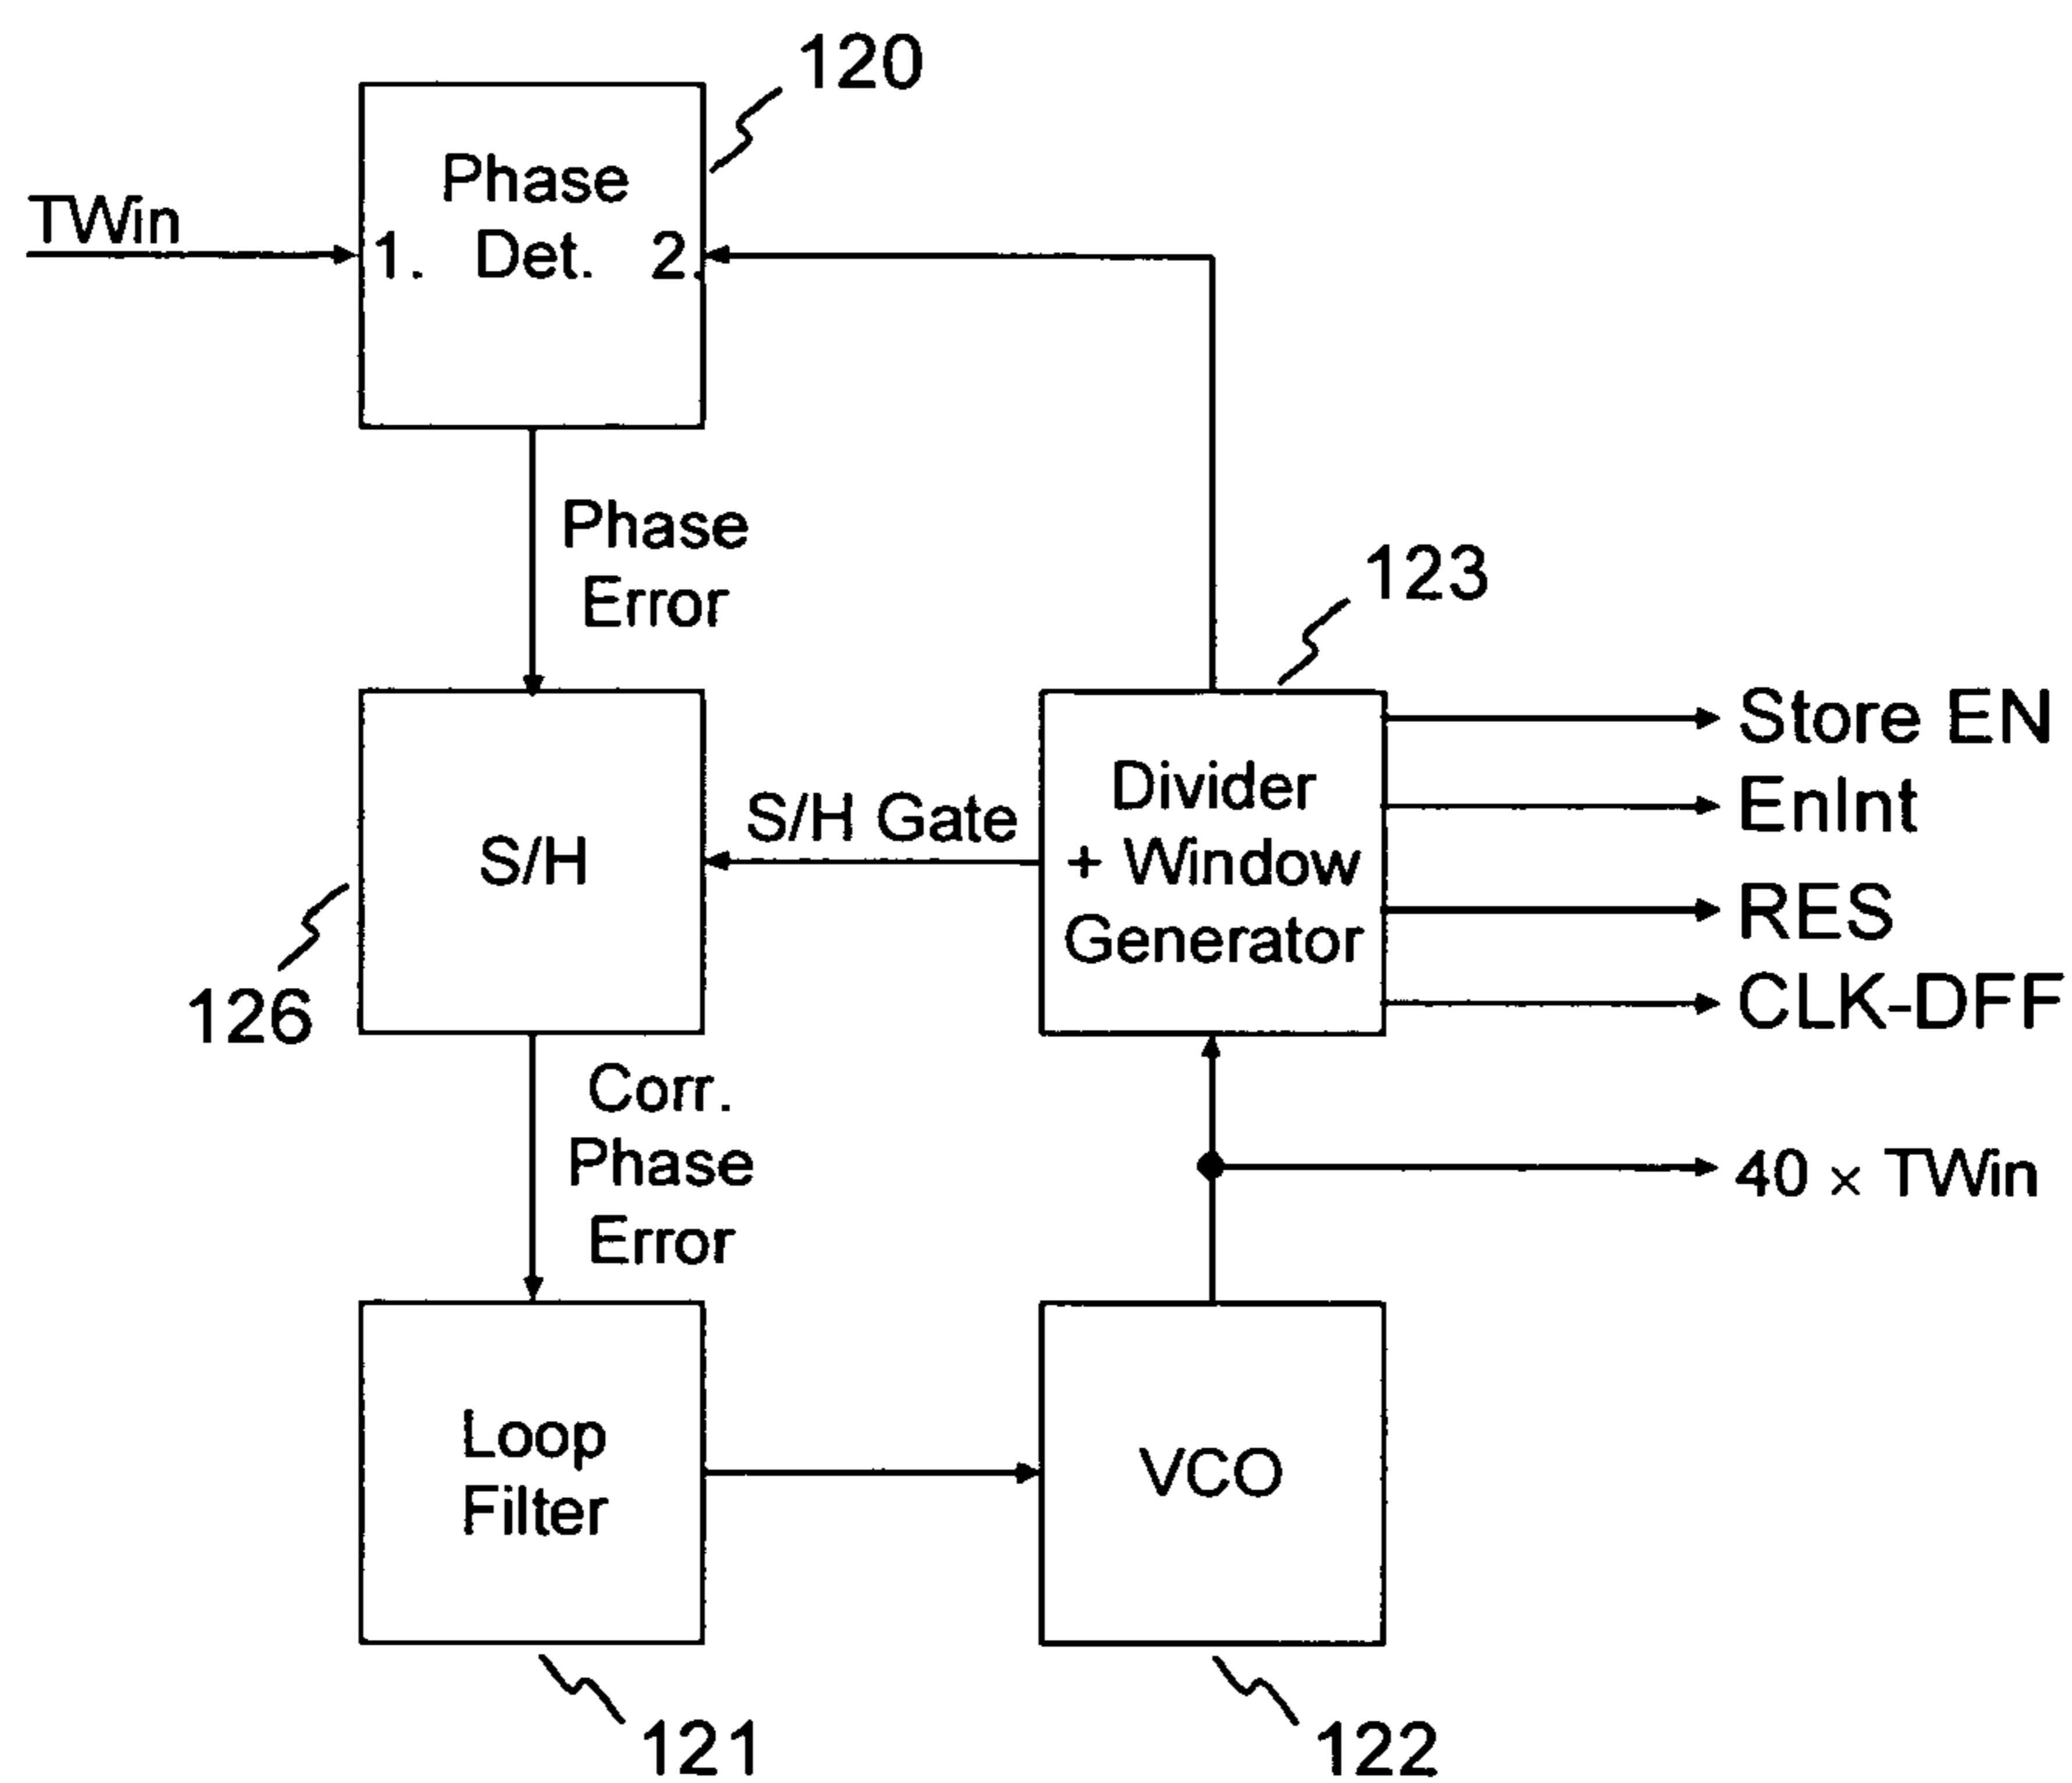 120
Phase
TWin
1. Det. 2.
Phase
Error
123
Store EN
Divider
EnInt
S/H Gate
S/H
+ Window
RES
Generator
126
CLK-DFF
Corr.
Phase
40 × TWin
Error
Loop
VCO
Filter
121
122